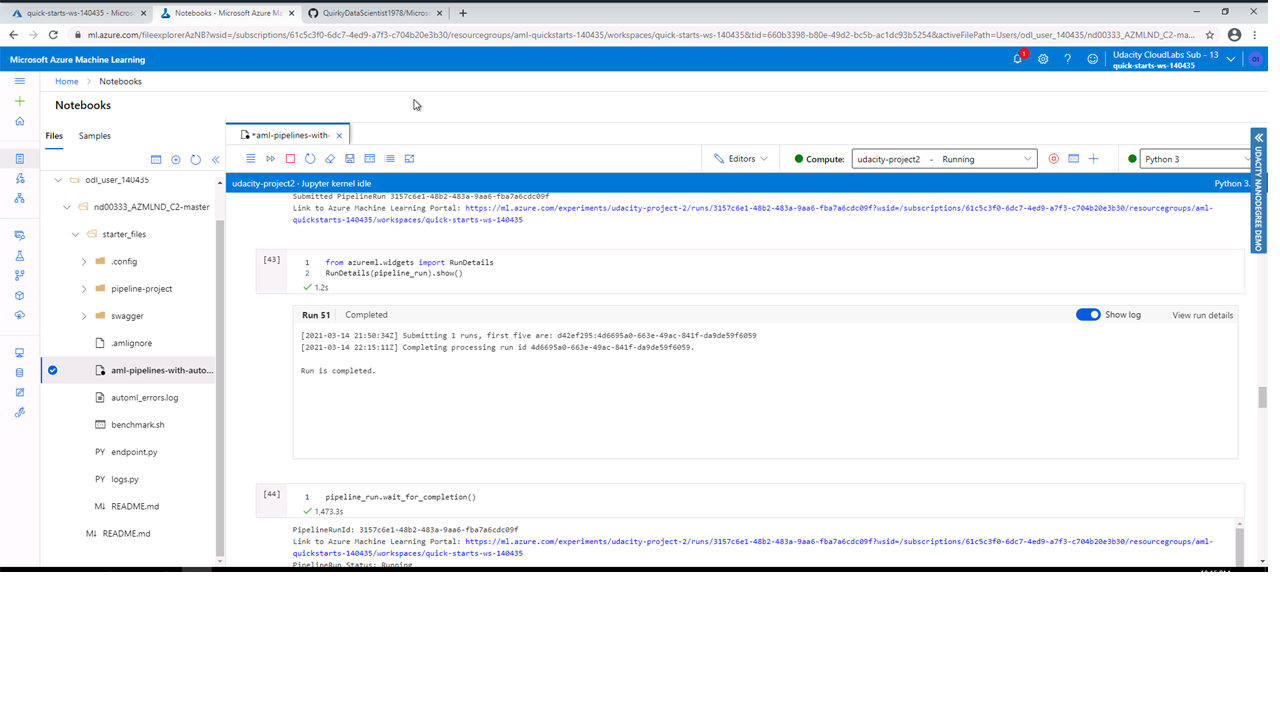 quick-starts-ws-140435 - Micros
Notebooks - Microsoft Azure Ma
QuirkyDataScientist1978/Microso
ml.azure.com/fileexplorerAzNB?wsid=/subscriptions/61c5c3f0-6dc7-4ed9-a7f3-c704b20e3b30/resourcegroups/aml-quickstarts-140435/workspaces/quick-starts-ws-140435&tid=660b3398-b80e-49d2-bc5b-ac1dc93b5254&activeFilePath=Users/odl_user_140435/nd00333_AZMLND_C2-ma...
Microsoft Azure Machine Learning
1
Udacity CloudLabs Sub - 13
quick-starts-ws-140435
O1
Home > Notebooks
Notebooks
Files Samples
*aml-pipelines-with-
Editors
Compute: udacity-project2 - Running
Python 3
udacity-project2 · Jupyter kernel idle
Python 3.
UDACITY NANODEGREE DEMO
odl_user_140435
nd00333_AZMLND_C2-master
starter_files
.config
pipeline-project
swagger
.amlignore
aml-pipelines-with-auto...
automl_errors.log
benchmark.sh
PY endpoint.py
PY logs.py
M↓ README.md
M↓ README.md
Submitted PipelineRun 3157c6e1-48b2-483a-9aa6-fba7a6cdc09f
Link to Azure Machine Learning Portal: https://ml.azure.com/experiments/udacity-project-2/runs/3157c6e1-48b2-483a-9aa6-fba7a6cdc09f?wsid=/subscriptions/61c5c3f0-6dc7-4ed9-a7f3-c704b20e3b30/resourcegroups/aml-
quickstarts-140435/workspaces/quick-starts-ws-140435
[43]
1 from azureml.widgets import RunDetails
2 RunDetails(pipeline_run).show()
1.2s
Run 51 Completed
Show log
View run details
[2021-03-14 21:50:34Z] Submitting 1 runs, first five are: d42ef295:4d6695a0-663e-49ac-841f-da9de59f6059
[2021-03-14 22:15:11Z] Completing processing run id 4d6695a0-663e-49ac-841f-da9de59f6059.
Run is completed.
[44]
1 pipeline_run.wait_for_completion()
1,473.3s
PipelineRunId: 3157c6e1-48b2-483a-9aa6-fba7a6cdc09f
Link to Azure Machine Learning Portal: https://ml.azure.com/experiments/udacity-project-2/runs/3157c6e1-48b2-483a-9aa6-fba7a6cdc09f?wsid=/subscriptions/61c5c3f0-6dc7-4ed9-a7f3-c704b20e3b30/resourcegroups/aml-
quickstarts-140435/workspaces/quick-starts-ws-140435
PipelineRun Status: Running